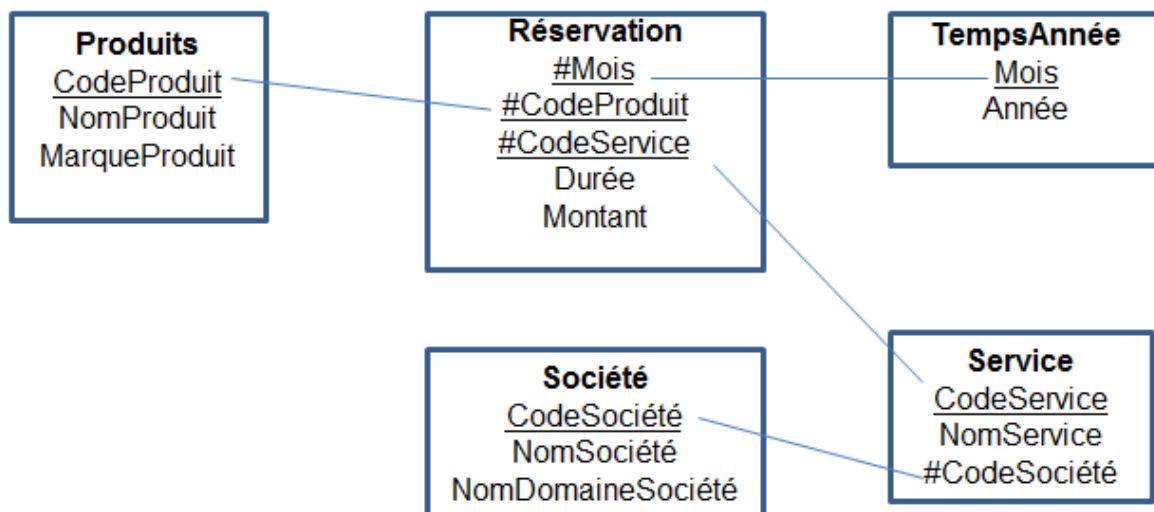 Produits
CodeProduit
NomProduit
MarqueProduit
Réservation
#Mois
#CodeProduit
#CodeService
Durée
Montant
TempsAnnée
Mois
Année
Société
CodeSociété
NomSociété
NomDomaineSociété
Service
CodeService
NomService
#CodeSociété